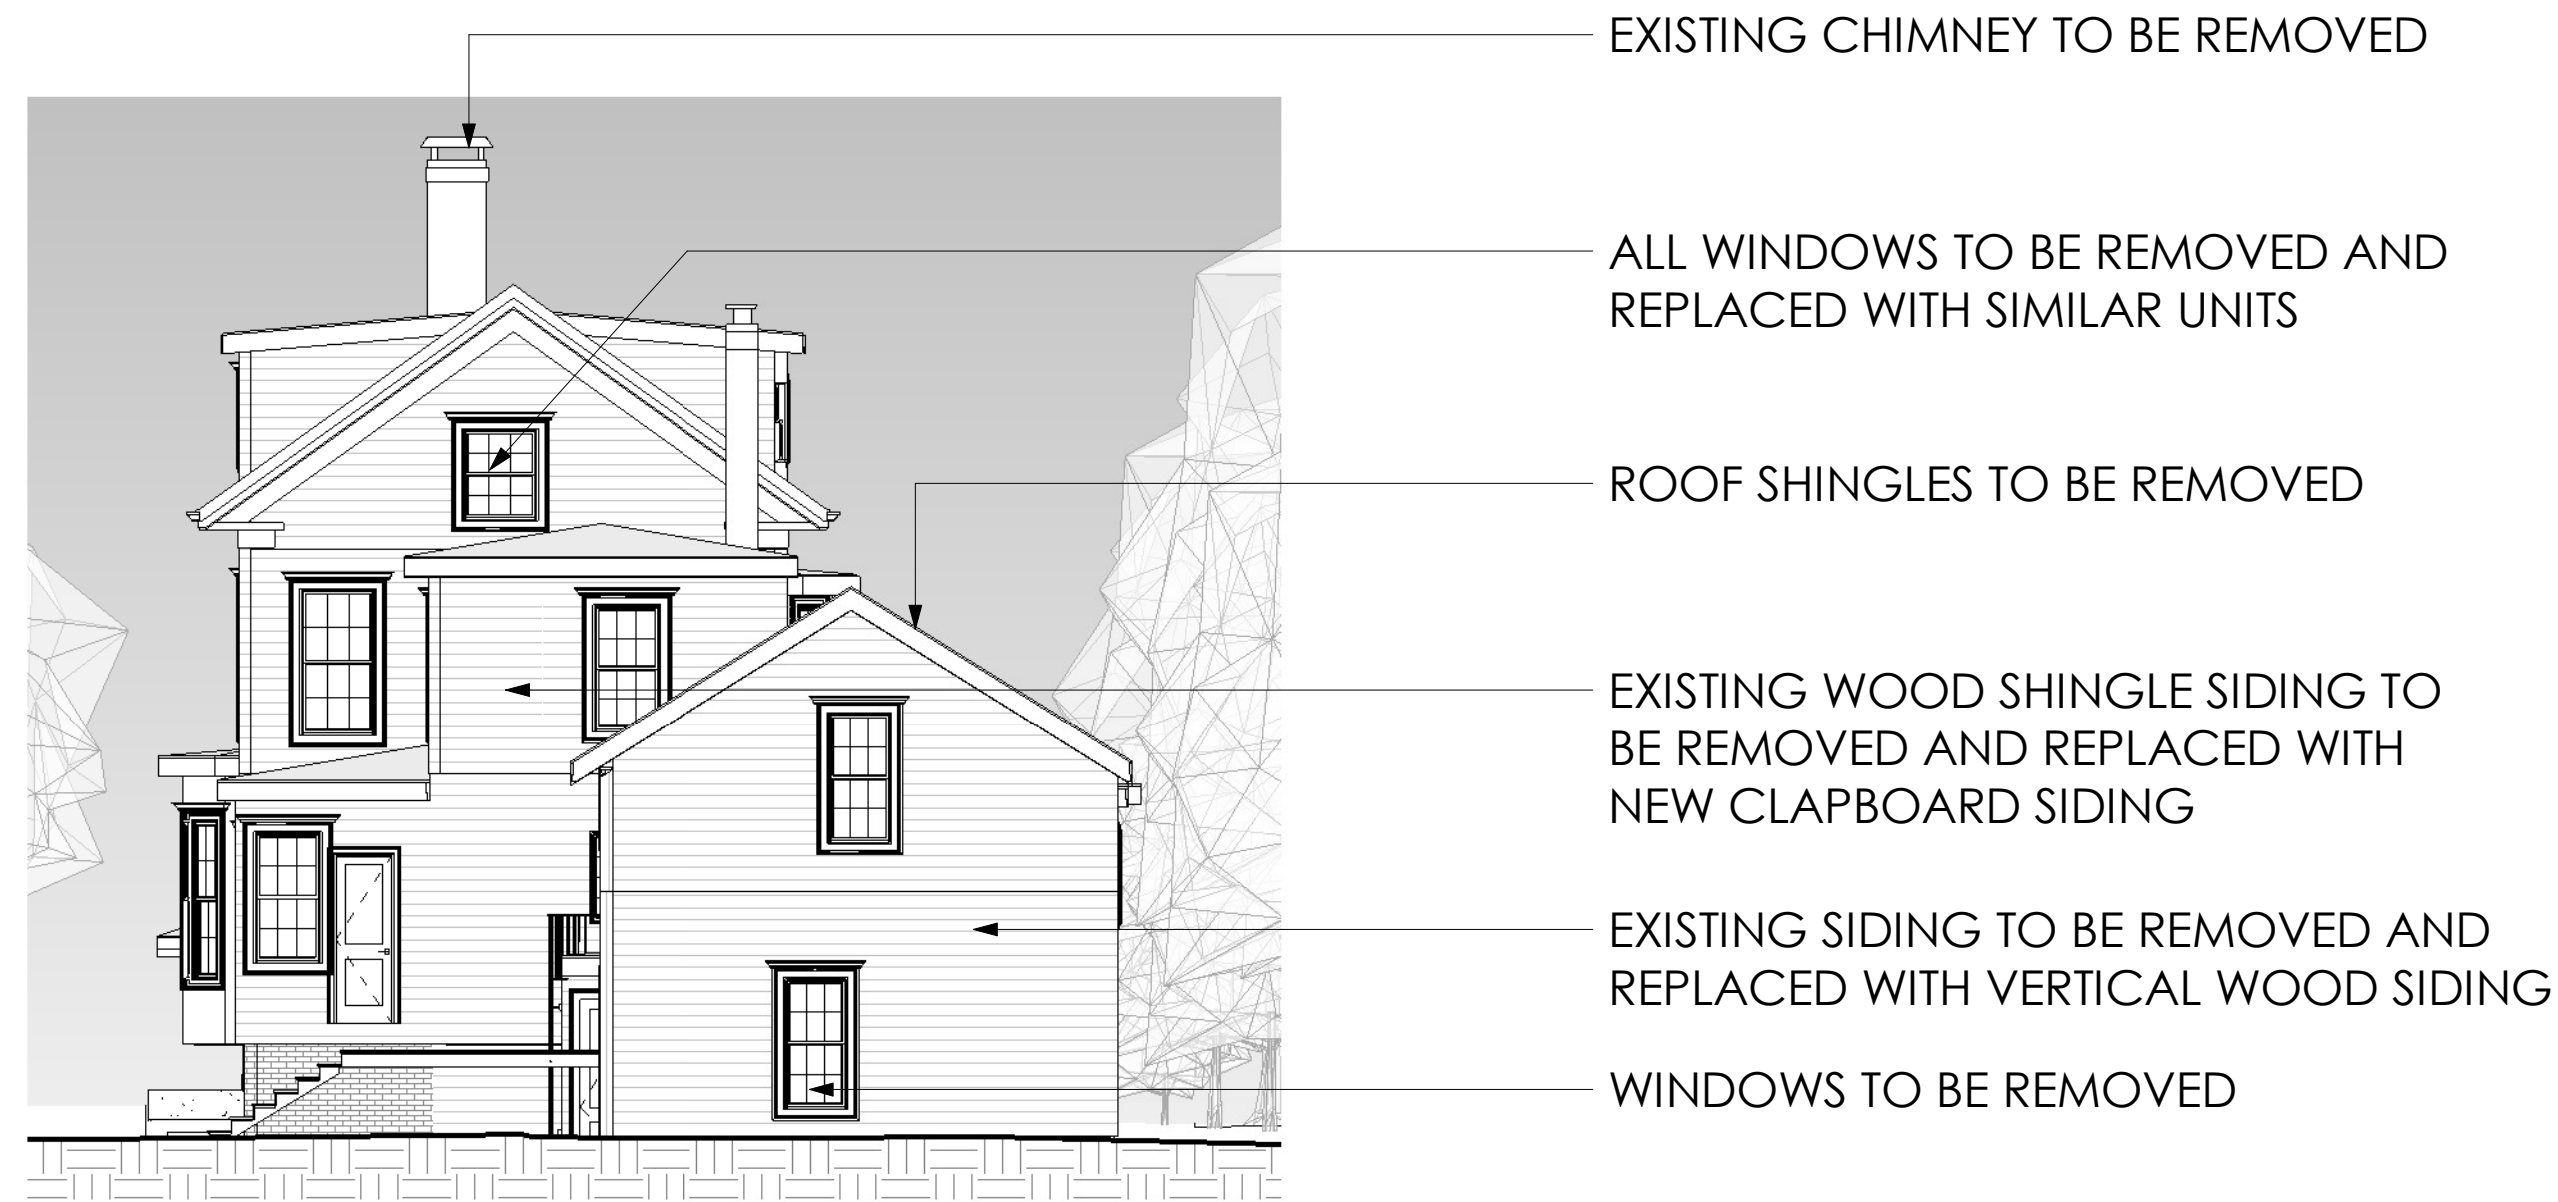 EXISTING CHIMNEY TO BE REMOVED
ALL WINDOWS TO BE REMOVED AND
REPLACED WITH SIMILAR UNITS
ROOF SHINGLES TO BE REMOVED
EXISTING WOOD SHINGLE SIDING TO
BE REMOVED AND REPLACED WITH
NEW CLAPBOARD SIDING
EXISTING SIDING TO BE REMOVED AND
REPLACED WITH VERTICAL WOOD SIDING
WINDOWS TO BE REMOVED